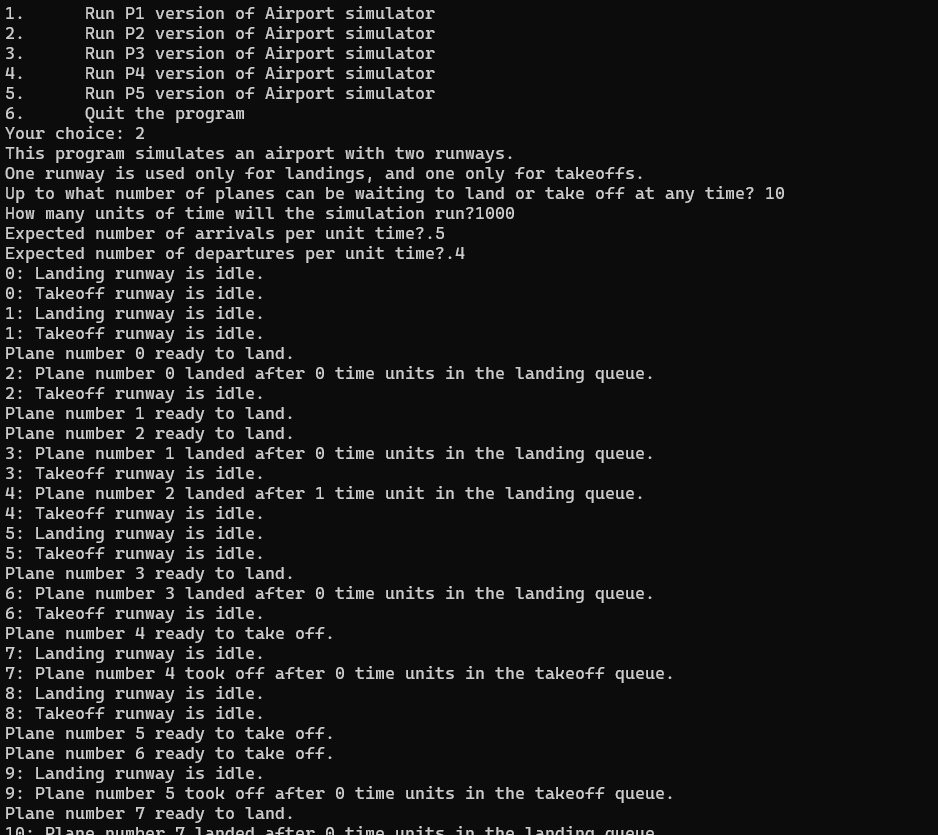 1.      Run P1 version of Airport simulator
2.      Run P2 version of Airport simulator
3.      Run P3 version of Airport simulator
4.      Run P4 version of Airport simulator
5.      Run P5 version of Airport simulator
6.      Quit the program
Your choice: 2
This program simulates an airport with two runways.
One runway is used only for landings, and one only for takeoffs.
Up to what number of planes can be waiting to land or take off at any time? 10
How many units of time will the simulation run?1000
Expected number of arrivals per unit time?.5
Expected number of departures per unit time?.4
0: Landing runway is idle.
0: Takeoff runway is idle.
1: Landing runway is idle.
1: Takeoff runway is idle.
Plane number 0 ready to land.
2: Plane number 0 landed after 0 time units in the landing queue.
2: Takeoff runway is idle.
Plane number 1 ready to land.
Plane number 2 ready to land.
3: Plane number 1 landed after 0 time units in the landing queue.
3: Takeoff runway is idle.
4: Plane number 2 landed after 1 time unit in the landing queue.
4: Takeoff runway is idle.
5: Landing runway is idle.
5: Takeoff runway is idle.
Plane number 3 ready to land.
6: Plane number 3 landed after 0 time units in the landing queue.
6: Takeoff runway is idle.
Plane number 4 ready to take off.
7: Landing runway is idle.
7: Plane number 4 took off after 0 time units in the takeoff queue.
8: Landing runway is idle.
8: Takeoff runway is idle.
Plane number 5 ready to take off.
Plane number 6 ready to take off.
9: Landing runway is idle.
9: Plane number 5 took off after 0 time units in the takeoff queue.
Plane number 7 ready to land.
10: Plane number 7 landed after 0 time units in the landing queue.